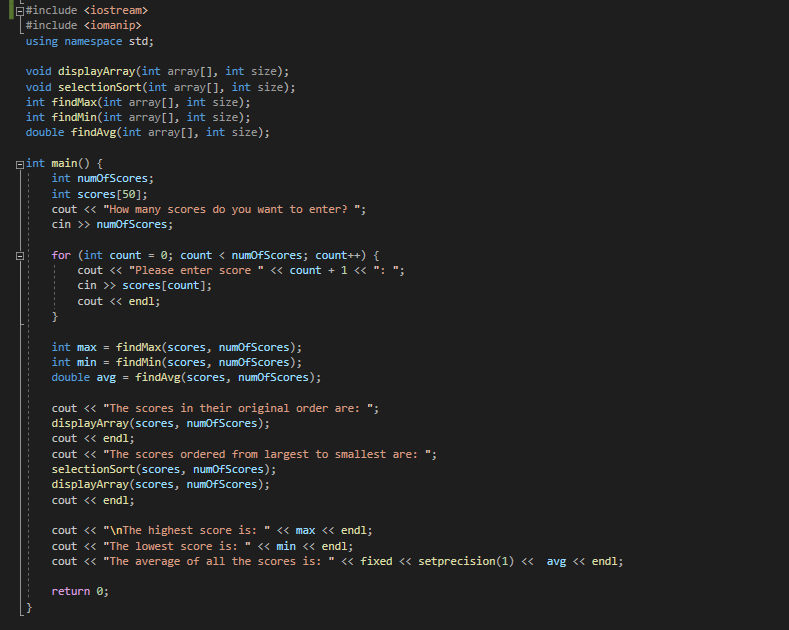 #include <iostream>
#include <iomanip>
using namespace std;

void displayArray(int array[], int size);
void selectionSort(int array[], int size);
int findMax(int array[], int size);
int findMin(int array[], int size);
double findAvg(int array[], int size);

int main() {
    int numOfScores;
    int scores[50];
    cout << "How many scores do you want to enter? ";
    cin >> numOfScores;

    for (int count = 0; count < numOfScores; count++) {
        cout << "Please enter score " << count + 1 << ": ";
        cin >> scores[count];
        cout << endl;
    }

    int max = findMax(scores, numOfScores);
    int min = findMin(scores, numOfScores);
    double avg = findAvg(scores, numOfScores);

    cout << "The scores in their original order are: ";
    displayArray(scores, numOfScores);
    cout << endl;
    cout << "The scores ordered from largest to smallest are: ";
    selectionSort(scores, numOfScores);
    displayArray(scores, numOfScores);
    cout << endl;

    cout << "\nThe highest score is: " << max << endl;
    cout << "The lowest score is: " << min << endl;
    cout << "The average of all the scores is: " << fixed << setprecision(1) <<  avg << endl;

    return 0;
}